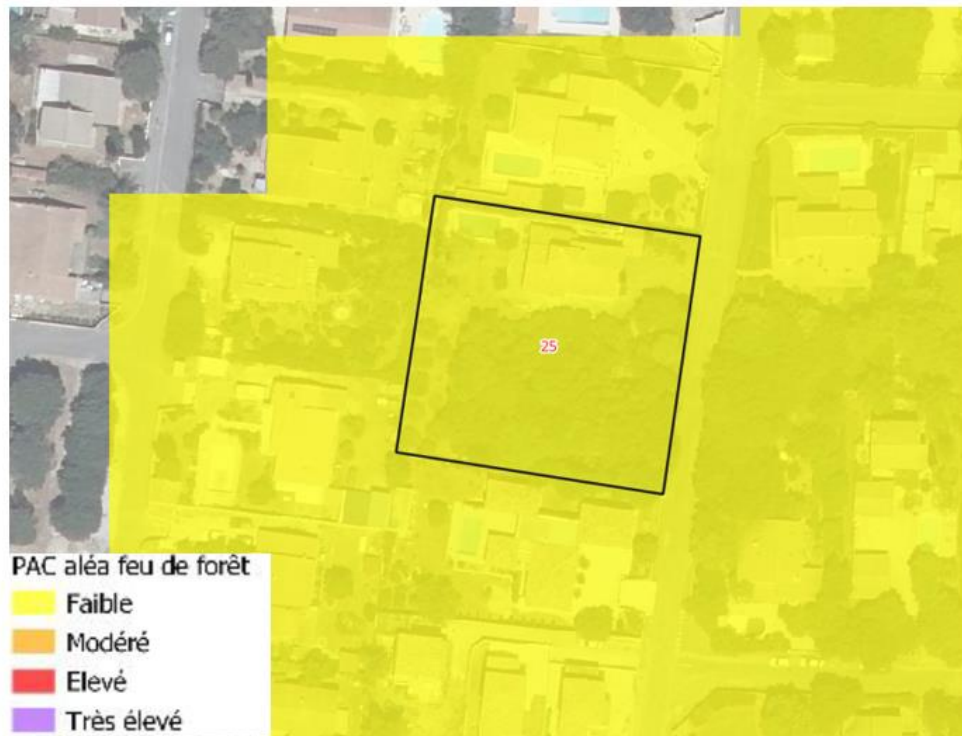 25
PAC aléa feu de forêt
Faible
Modéré
Elevé
Très élevé